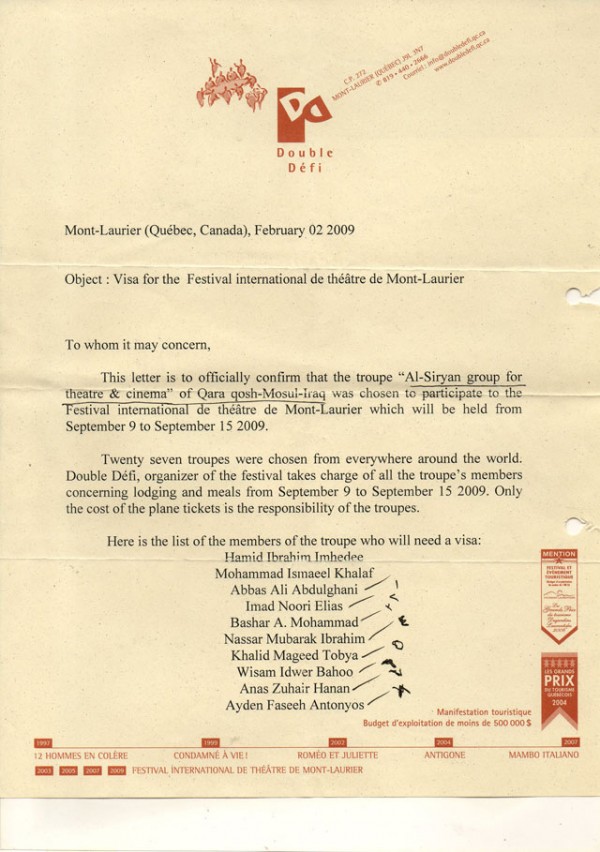 C.P. 272
MONT-LAURIER (QUÉBEC) J9L 3N7
✆ 819 • 440 • 2666
Courriel : info@doubledefi.qc.ca
www.doubledefi.qc.ca
DD
Double
Défi
Mont-Laurier (Québec, Canada), February 02 2009
Object : Visa for the Festival international de théâtre de Mont-Laurier
To whom it may concern,
This letter is to officially confirm that the troupe “Al-Siryan group for
theatre & cinema” of Qara qosh-Mosul-Iraq was chosen to participate to the
Festival international de théâtre de Mont-Laurier which will be held from
September 9 to September 15 2009.
Twenty seven troupes were chosen from everywhere around the world.
Double Défi, organizer of the festival takes charge of all the troupe’s members
concerning lodging and meals from September 9 to September 15 2009. Only
the cost of the plane tickets is the responsibility of the troupes.
Here is the list of the members of the troupe who will need a visa:
Hamid Ibrahim Imhedee
Mohammad Ismaeel Khalaf
Abbas Ali Abdulghani
Imad Noori Elias
Bashar A. Mohammad
Nassar Mubarak Ibrahim
Khalid Mageed Tobya
Wisam Idwer Bahoo
Anas Zuhair Hanan
Ayden Faseeh Antonyos
MENTION
FESTIVAL ET
ÉVÉNEMENT
TOURISTIQUE
LES GRANDS
PRIX
DU TOURISME
QUÉBÉCOIS
2004
Manifestation touristique
Budget d'exploitation de moins de 500 000 $
1997 1999 2003 2004 2007
12 HOMMES EN COLÈRE CONDAMNÉ À VIE ! ROMÉO ET JULIETTE ANTIGONE MAMBO ITALIANO
2003 2005 2007 2009 FESTIVAL INTERNATIONAL DE THÉÂTRE DE MONT-LAURIER